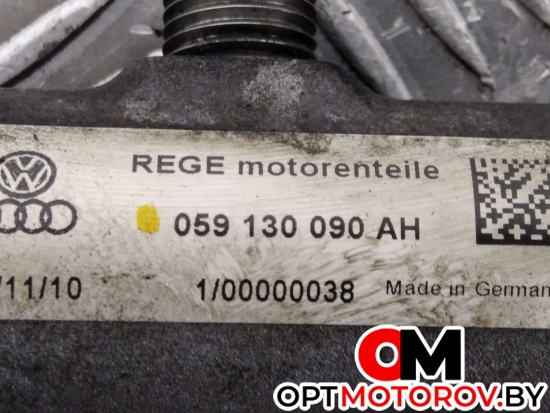 REGE motorenteile
059 130 090 AH
/11/10
1/00000038
Made in German
OM
OPTMOTOROV.BY